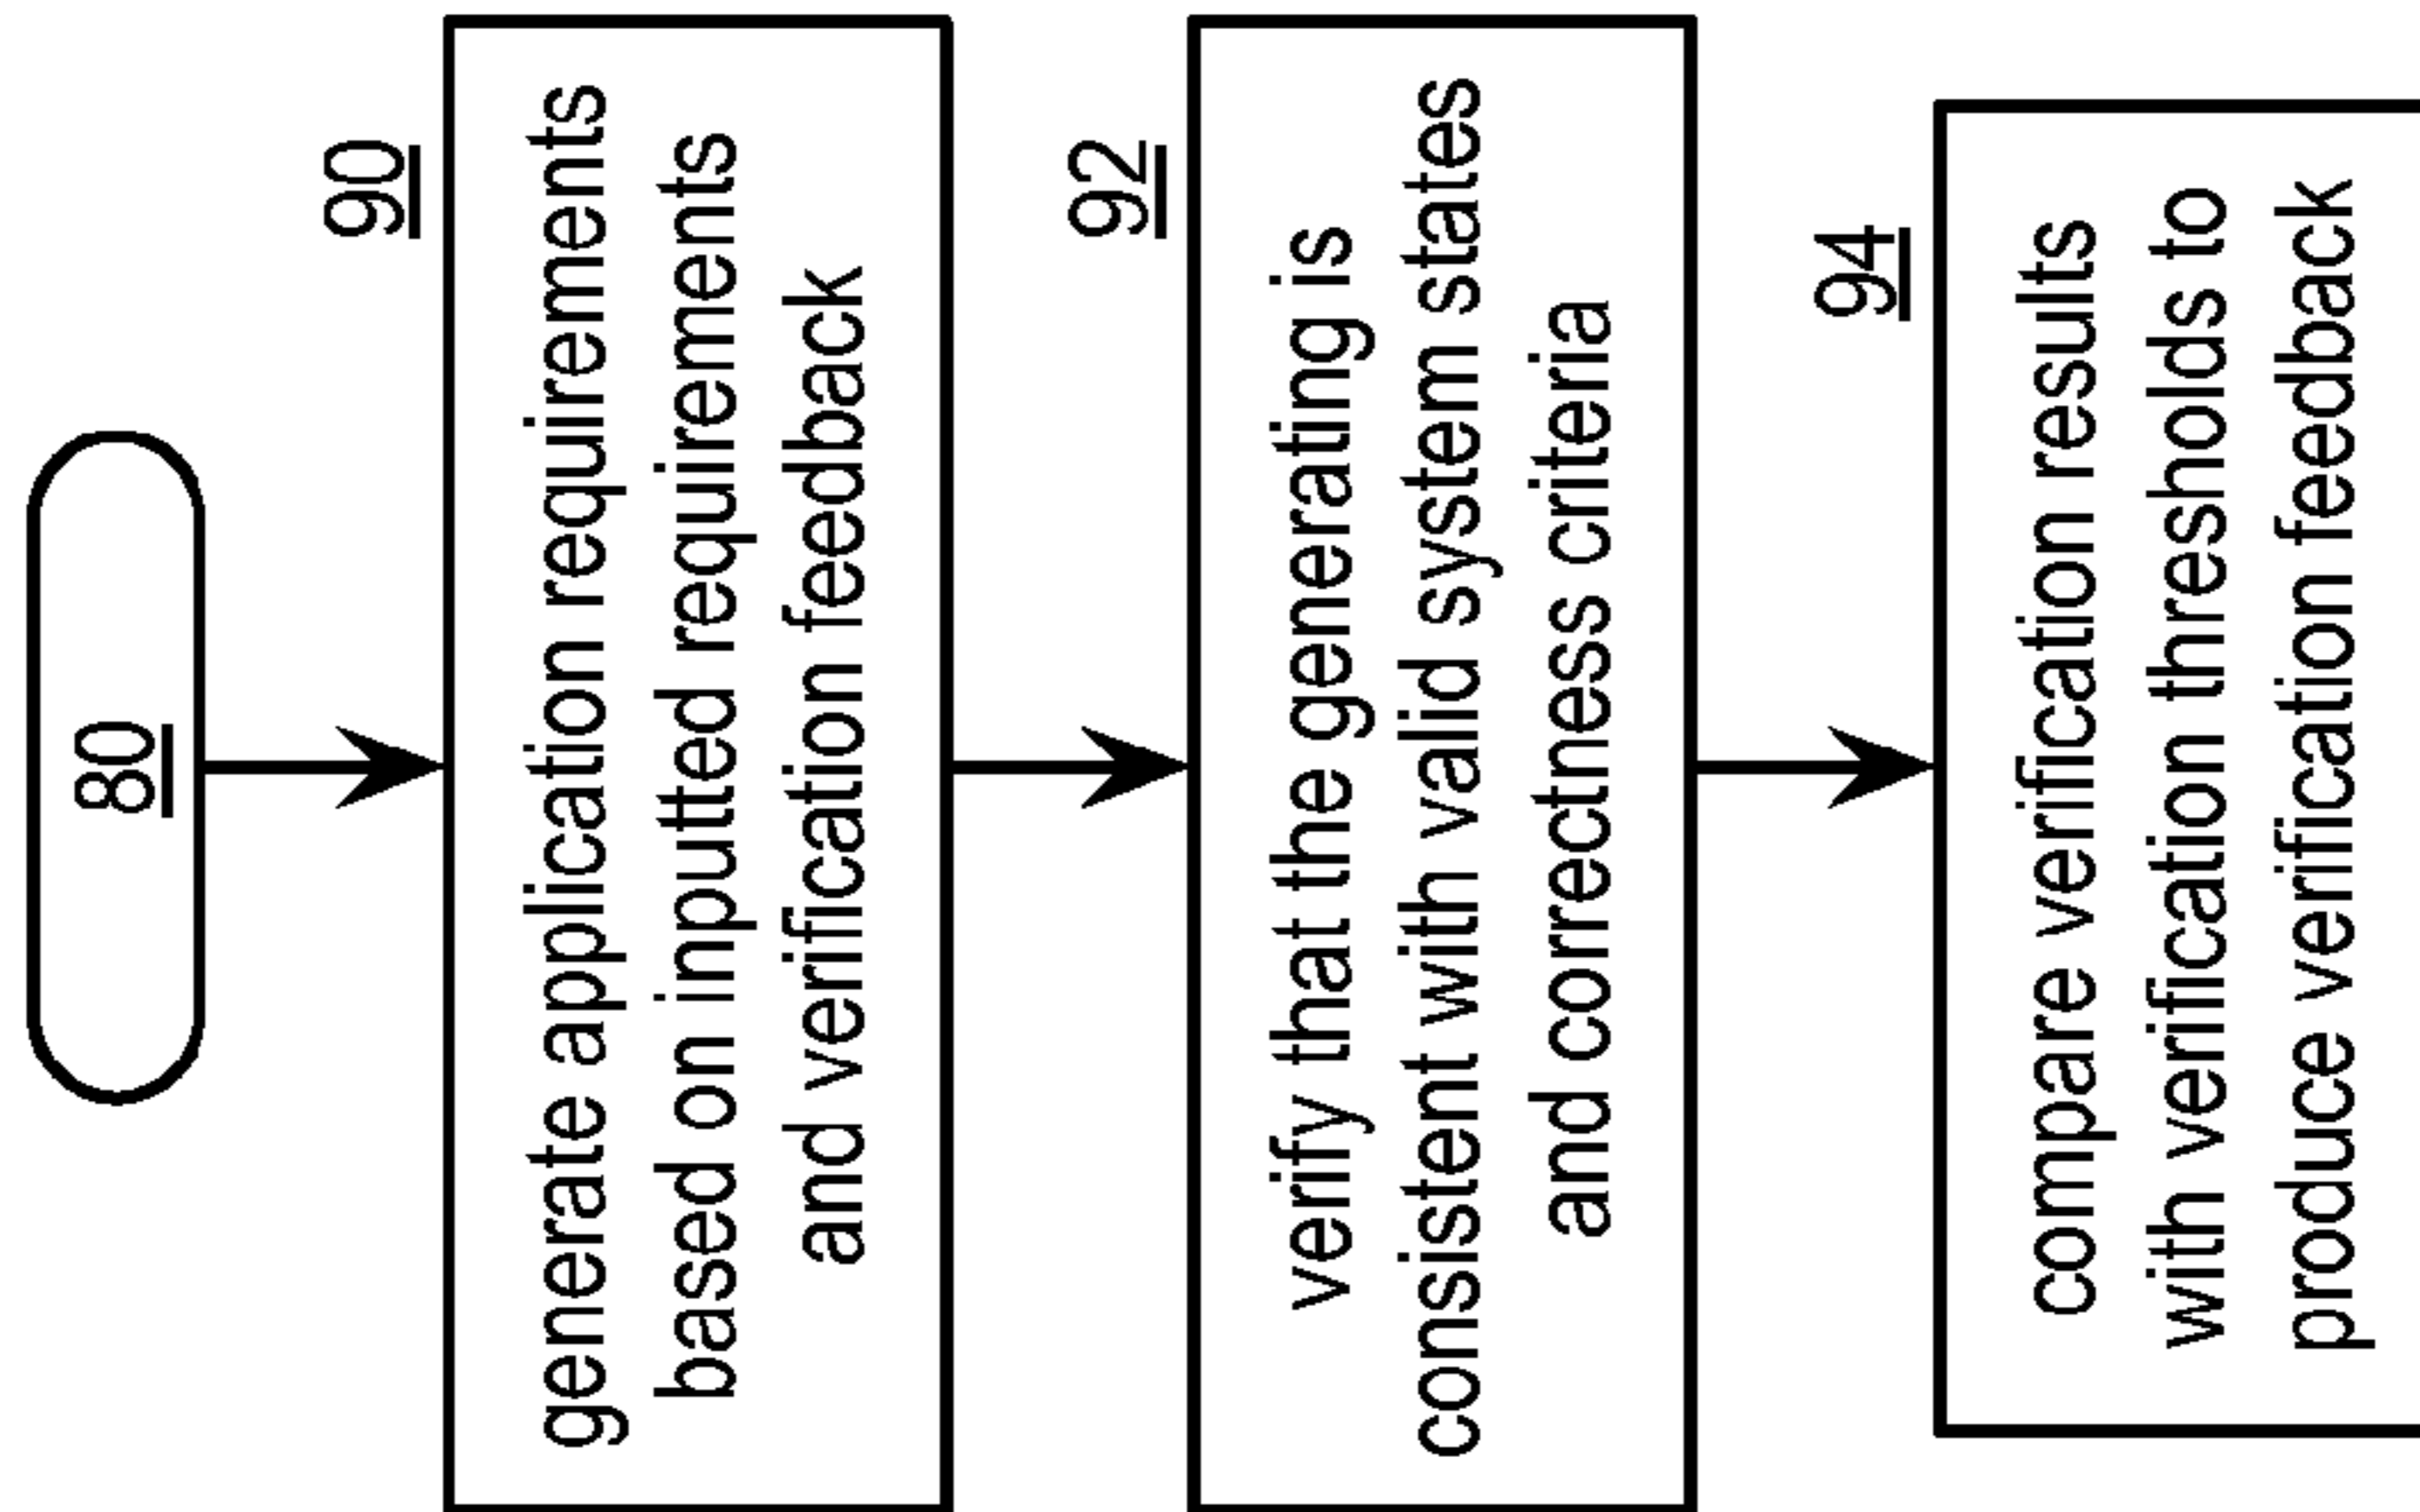 80
90
generate application requirements
based on inputted requirements
and verification feedback
92
verify that the generating is
consistent with valid system states
and correctness criteria
94
compare verification results
with verification thresholds to
produce verification feedback